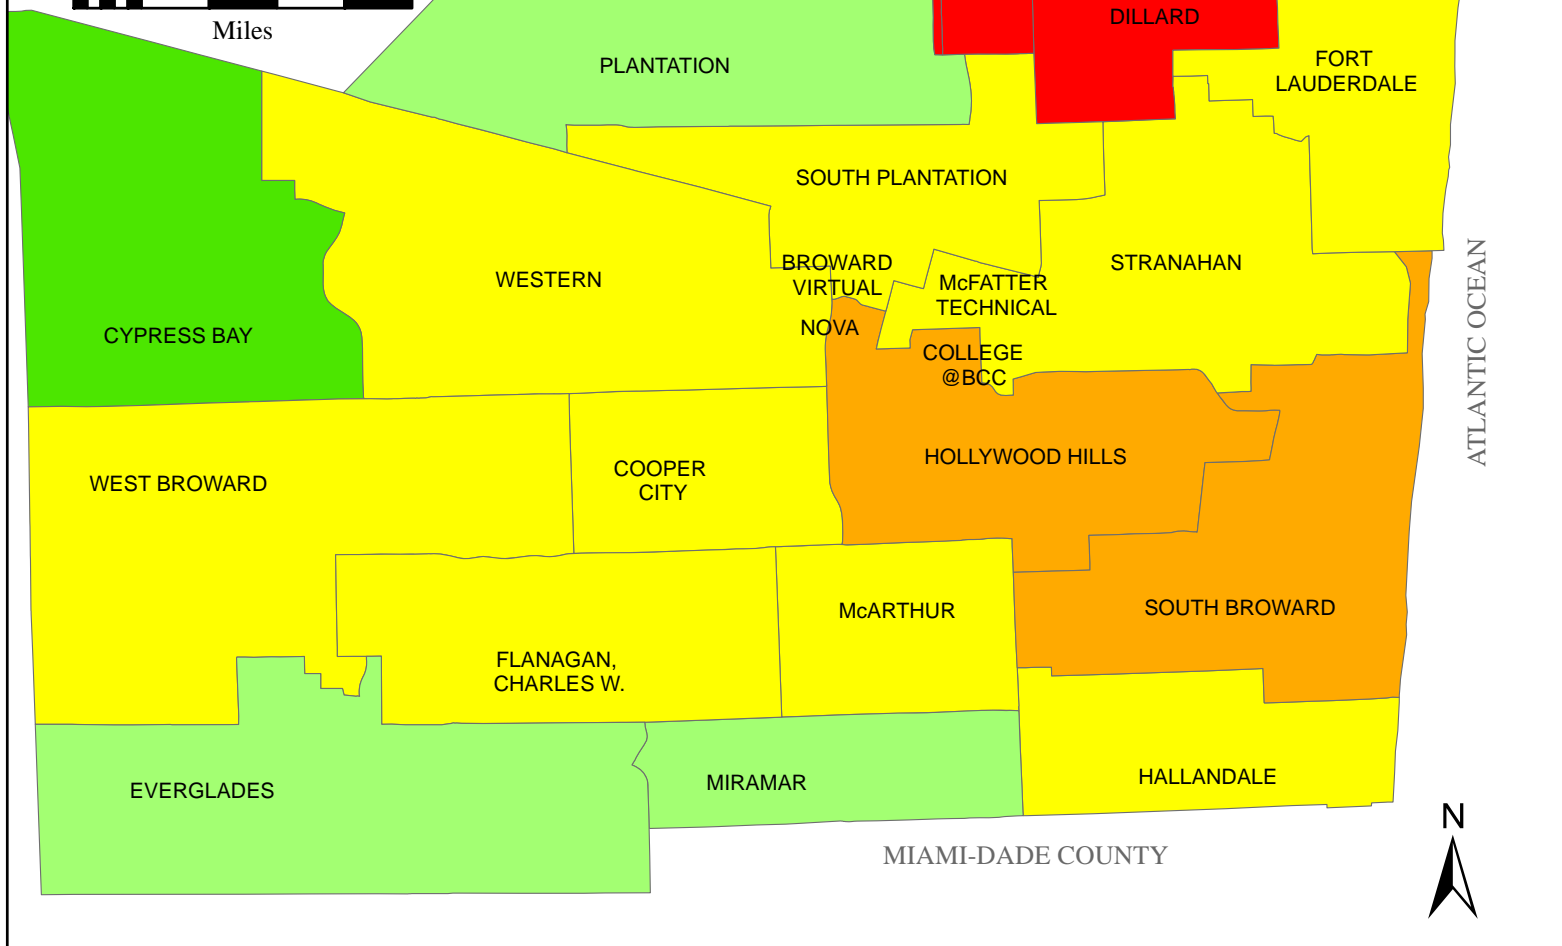 DILLARD
Miles
PLANTATION
FORT
LAUDERDALE
SOUTH PLANTATION
BROWARD
VIRTUAL
STRANAHAN
WESTERN
McFATTER
TECHNICAL
ATLANTIC OCEAN
NOVA
CYPRESS BAY
COLLEGE
@BCC
HOLLYWOOD HILLS
COOPER
CITY
WEST BROWARD
McARTHUR
SOUTH BROWARD
FLANAGAN,
CHARLES W.
HALLANDALE
MIRAMAR
EVERGLADES
N
MIAMI-DADE COUNTY